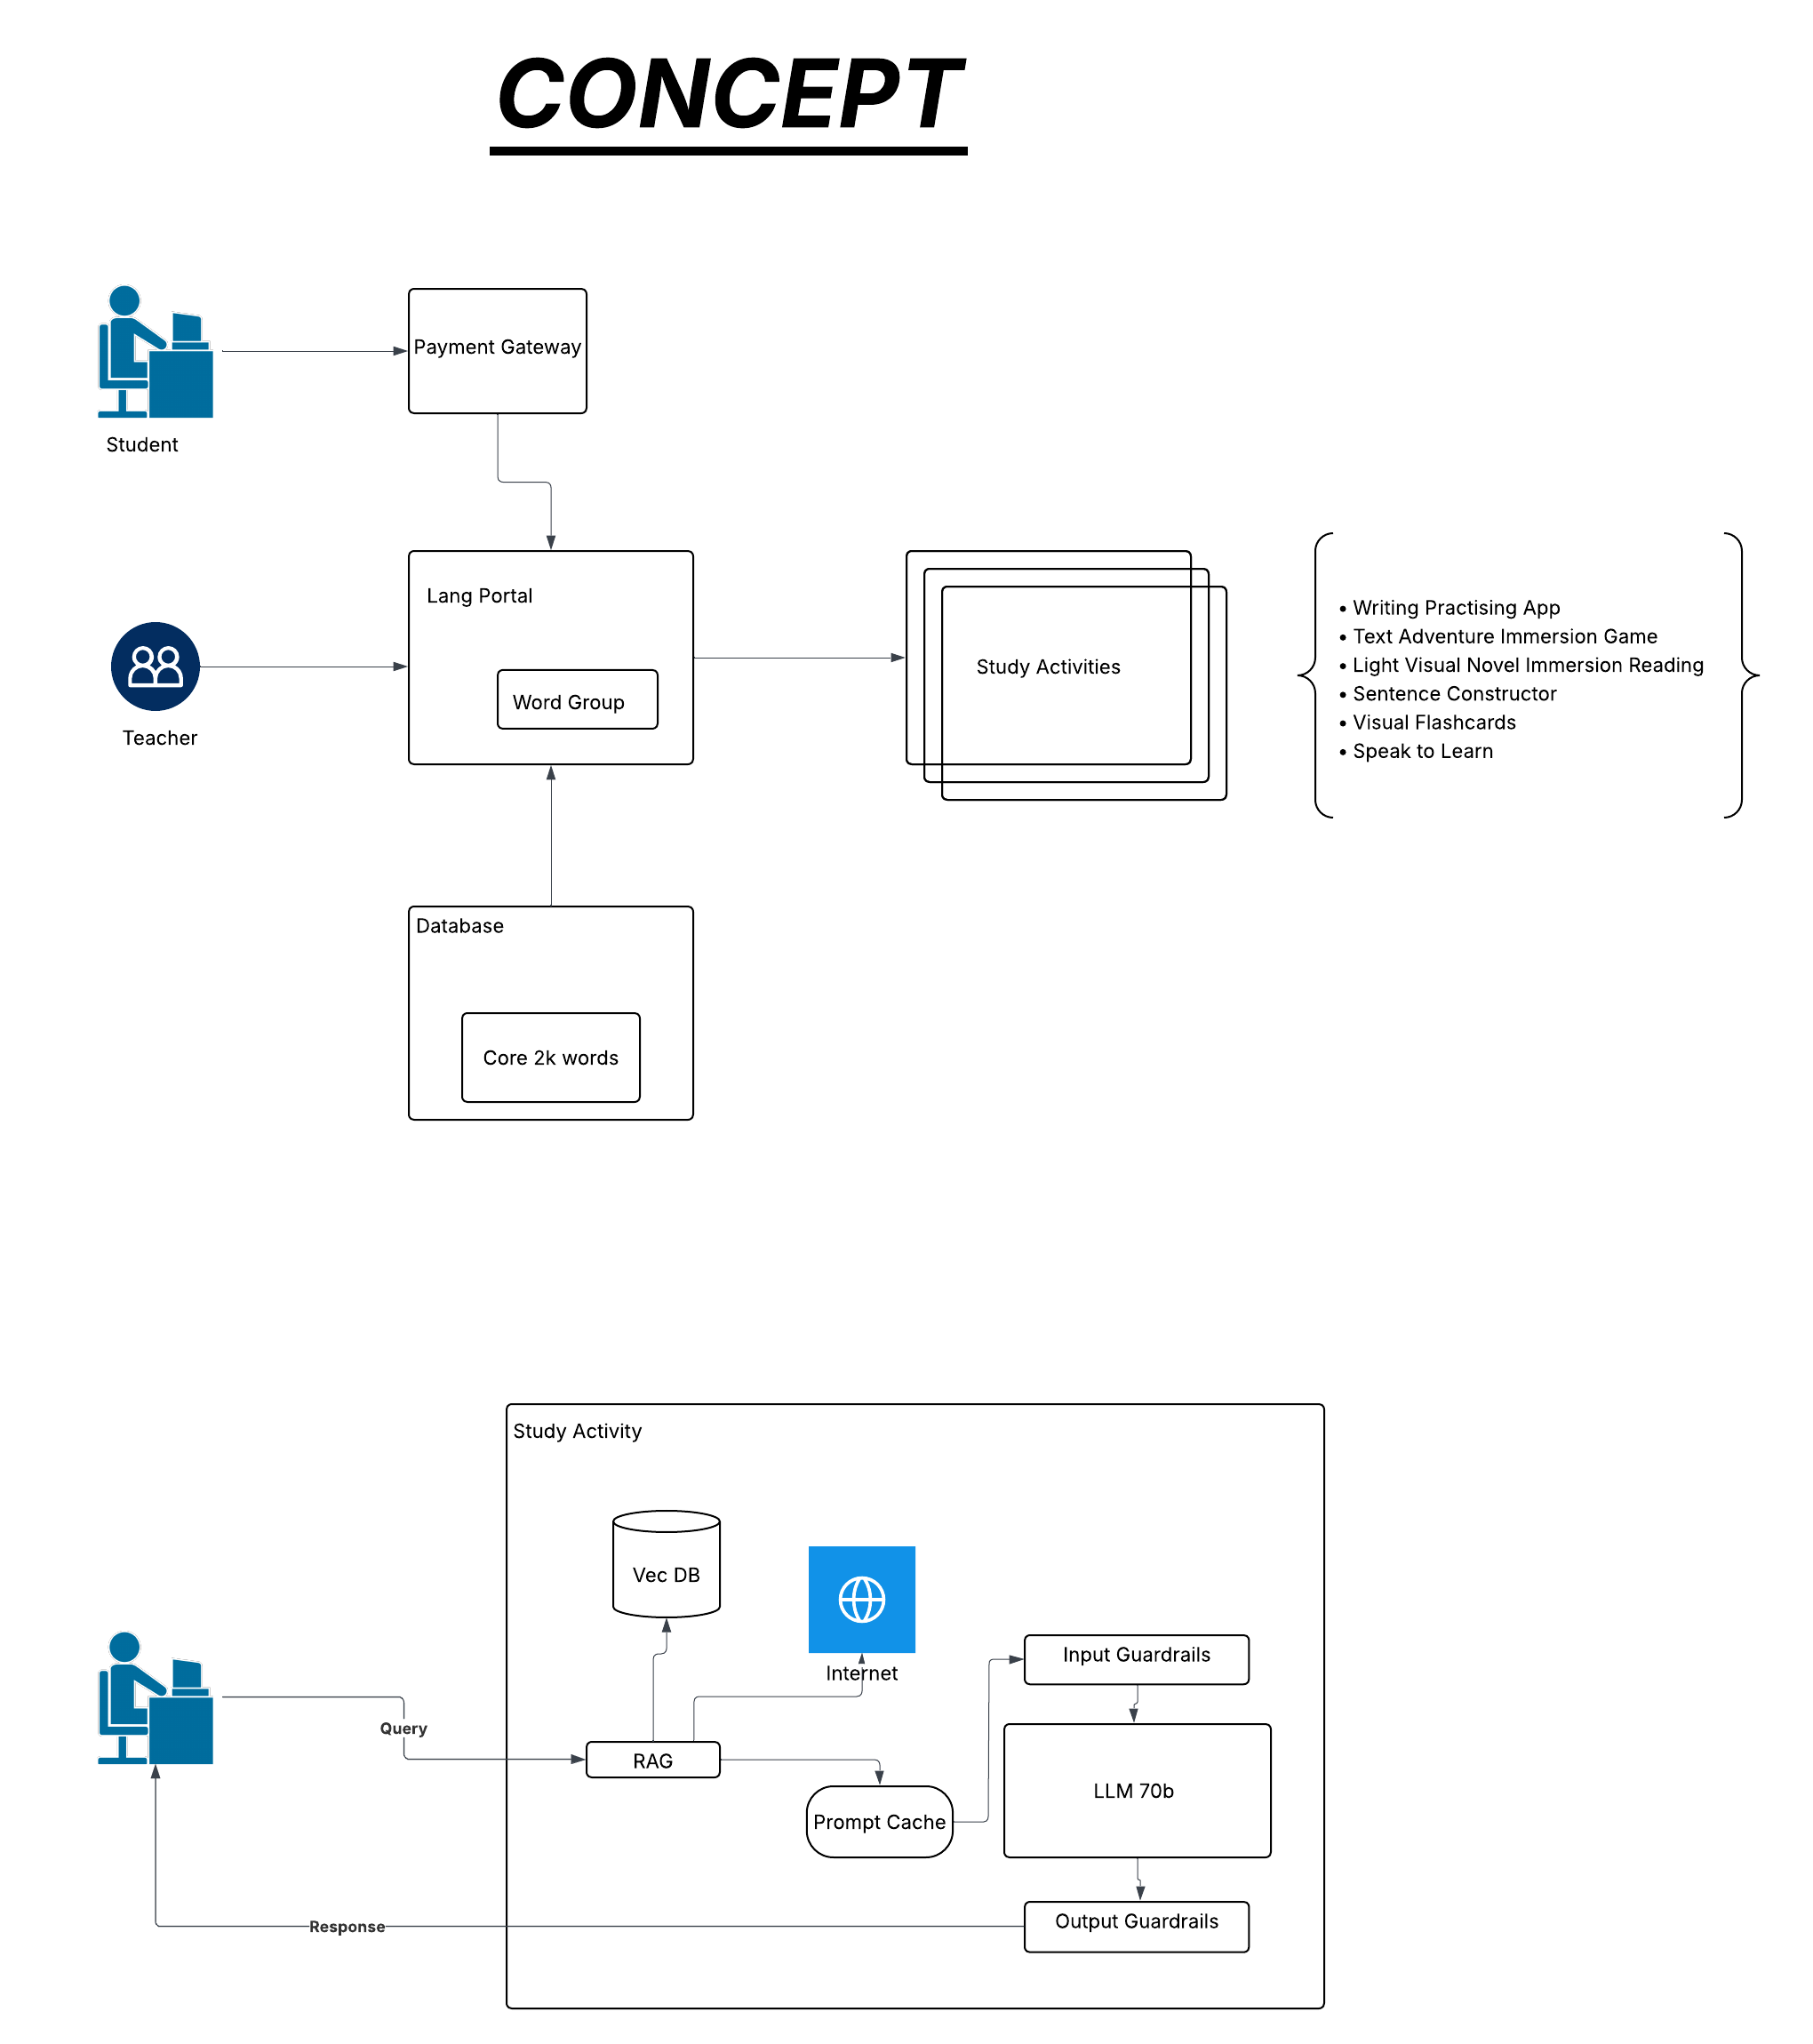 CONCEPT
Payment Gateway
Student
Lang Portal
Word Group
Teacher
Study Activities
• Writing Practising App
• Text Adventure Immersion Game
• Light Visual Novel Immersion Reading
• Sentence Constructor
• Visual Flashcards
• Speak to Learn
Database
Core 2k words
Study Activity
Vec DB
Internet
Input Guardrails
Query
RAG
LLM 70b
Prompt Cache
Output Guardrails
Response